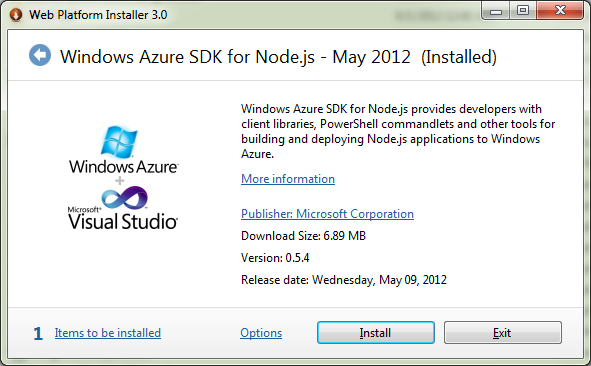 Web Platform Installer 3.0
Windows Azure SDK for Node.js - May 2012 (Installed)
Windows Azure
+
Microsoft®
Visual Studio®
Windows Azure SDK for Node.js provides developers with
client libraries, PowerShell commandlets and other tools for
building and deploying Node.js applications to Windows
Azure.
More information
Publisher: Microsoft Corporation
Download Size: 6.89 MB
Version: 0.5.4
Release date: Wednesday, May 09, 2012
1 Items to be installed Options Install Exit